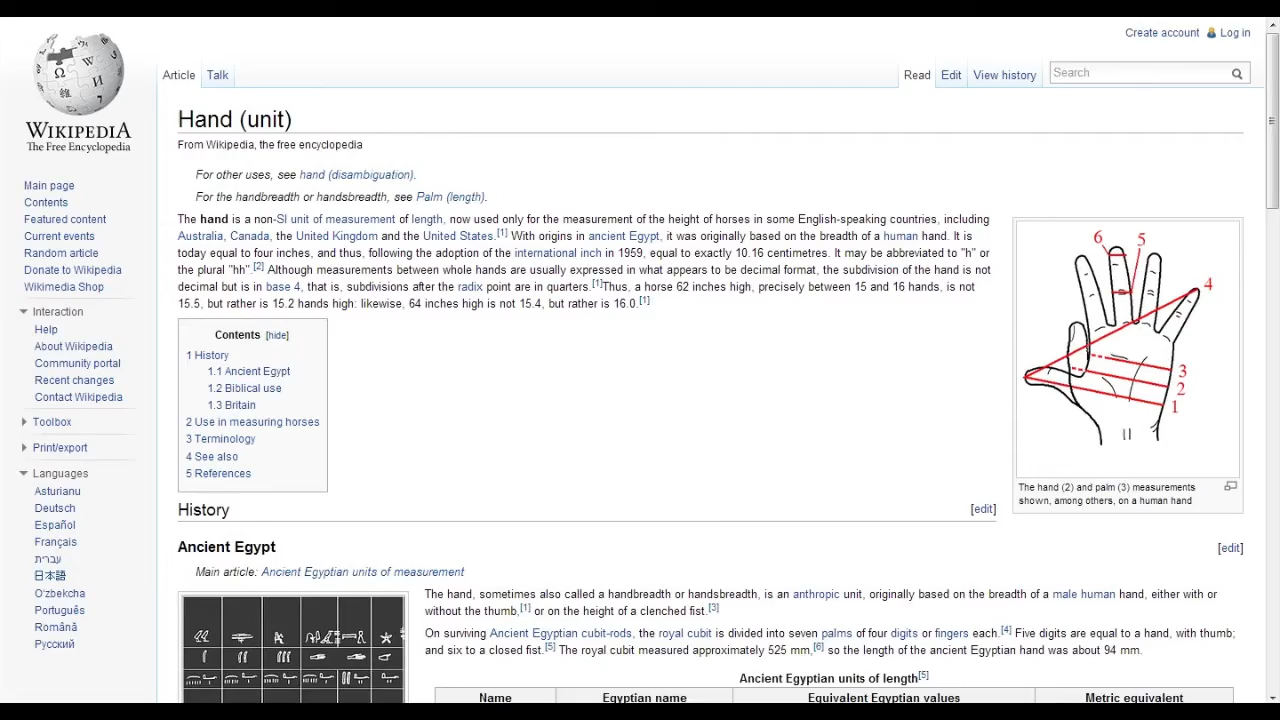 Create account Log in
Article Talk Read Edit View history Search
WIKIPEDIA
The Free Encyclopedia
Main page
Contents
Featured content
Current events
Random article
Donate to Wikipedia
Wikimedia Shop
Interaction
Help
About Wikipedia
Community portal
Recent changes
Contact Wikipedia
Toolbox
Print/export
Languages
Asturianu
Deutsch
Español
Français
עברית
日本語
O'zbekcha
Português
Română
Русский
Hand (unit)
From Wikipedia, the free encyclopedia
For other uses, see hand (disambiguation).
For the handbreadth or handsbreadth, see Palm (length).
The hand is a non-SI unit of measurement of length, now used only for the measurement of the height of horses in some English-speaking countries, including
Australia, Canada, the United Kingdom and the United States.[1] With origins in ancient Egypt, it was originally based on the breadth of a human hand. It is
today equal to four inches, and thus, following the adoption of the international inch in 1959, equal to exactly 10.16 centimetres. It may be abbreviated to "h" or
the plural "hh".[2] Although measurements between whole hands are usually expressed in what appears to be decimal format, the subdivision of the hand is not
decimal but is in base 4, that is, subdivisions after the radix point are in quarters.[1]Thus, a horse 62 inches high, precisely between 15 and 16 hands, is not
15.5, but rather is 15.2 hands high: likewise, 64 inches high is not 15.4, but rather is 16.0.[1]
6 5
4
3
2
1
The hand (2) and palm (3) measurements
shown, among others, on a human hand
Contents [hide]
1 History
1.1 Ancient Egypt
1.2 Biblical use
1.3 Britain
2 Use in measuring horses
3 Terminology
4 See also
5 References
History [edit]
Ancient Egypt [edit]
Main article: Ancient Egyptian units of measurement
The hand, sometimes also called a handbreadth or handsbreadth, is an anthropic unit, originally based on the breadth of a male human hand, either with or
without the thumb,[1] or on the height of a clenched fist.[3]
On surviving Ancient Egyptian cubit-rods, the royal cubit is divided into seven palms of four digits or fingers each.[4] Five digits are equal to a hand, with thumb;
and six to a closed fist.[5] The royal cubit measured approximately 525 mm,[6] so the length of the ancient Egyptian hand was about 94 mm.
Ancient Egyptian units of length[5]
Name Egyptian name Equivalent Egyptian values Metric equivalent